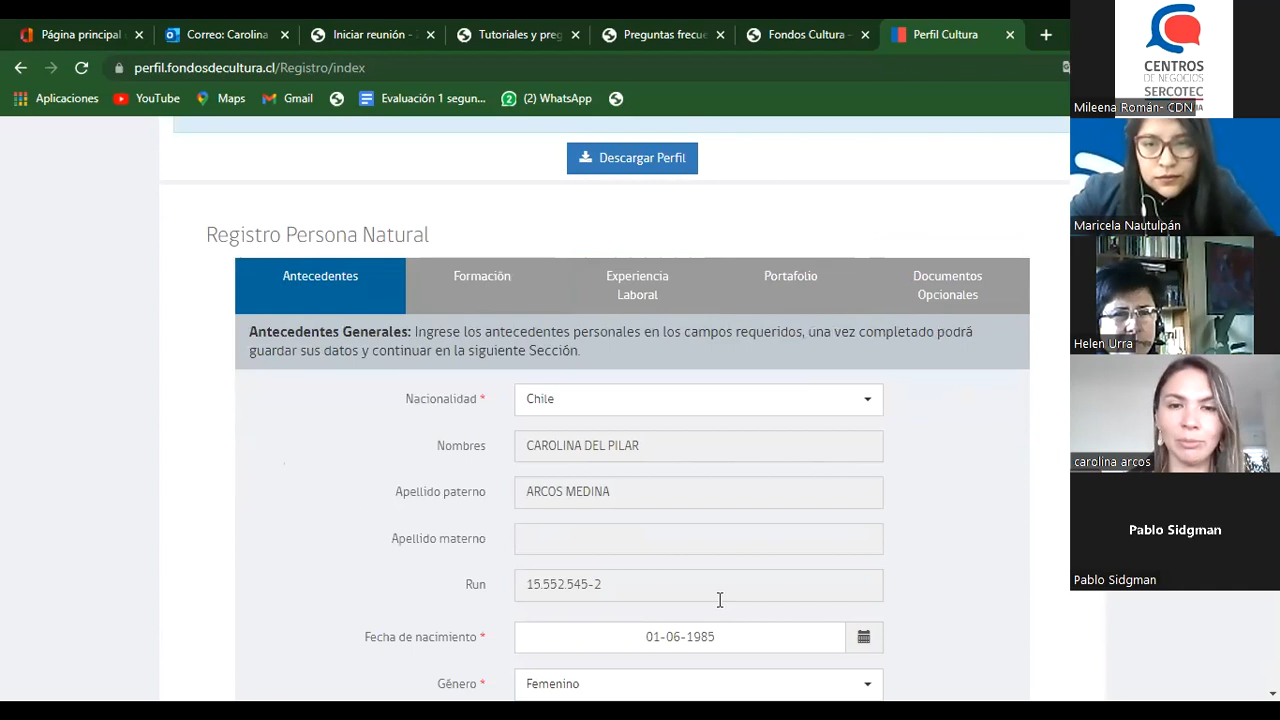 Página principal
Correo: Carolina
Iniciar reunión - Z
Tutoriales y preg
Preguntas frecue
Fondos Cultura –
Perfil Cultura
perfil.fondosdecultura.cl/Registro/index
Aplicaciones
YouTube
Maps
Gmail
Evaluación 1 segun...
(2) WhatsApp
Descargar Perfil
Registro Persona Natural
Antecedentes
Formación
Experiencia
Laboral
Portafolio
Documentos
Opcionales
Antecedentes Generales: Ingrese los antecedentes personales en los campos requeridos, una vez completado podrá
guardar sus datos y continuar en la siguiente Sección.
Nacionalidad *
Chile
Nombres
CAROLINA DEL PILAR
Apellido paterno
ARCOS MEDINA
Apellido materno
Run
15.552.545-2
Fecha de nacimiento *
01-06-1985
Género *
Femenino
CENTROS
DE NEGOCIOS
SERCOTEC
Mileena Román- CDN
Maricela Nautulpán
Helen Urra
carolina arcos
Pablo Sidgman
Pablo Sidgman